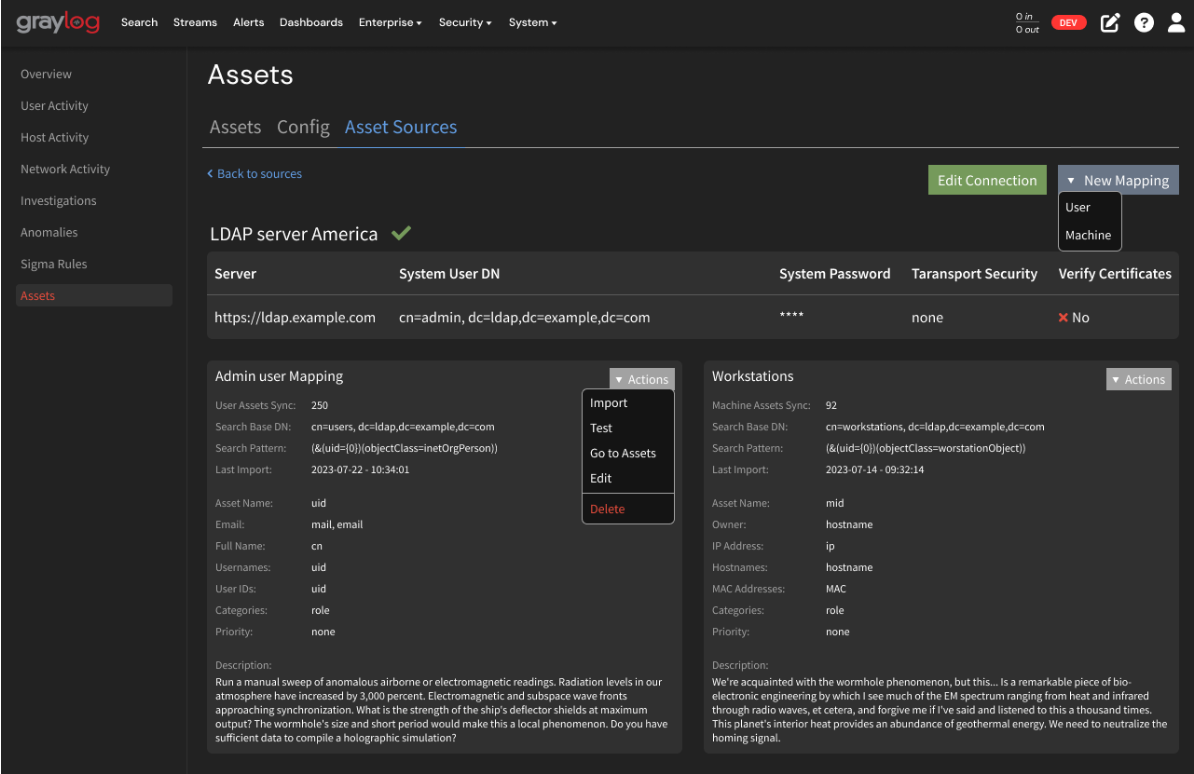 graylog Search Streams Alerts Dashboards Enterprise Security System 0 in 0 out DEV ?
Overview
User Activity
Host Activity
Network Activity
Investigations
Anomalies
Sigma Rules
Assets
Assets
Assets Config Asset Sources
Back to sources
Edit Connection
New Mapping
User
Machine
LDAP server America
Server System User DN System Password Taransport Security Verify Certificates
https://ldap.example.com cn=admin, dc=ldap,dc=example,dc=com **** none No
Admin user Mapping
Actions
Import
Test
Go to Assets
Edit
Delete
User Assets Sync: 250
Search Base DN: cn=users, dc=ldap,dc=example,dc=com
Search Pattern: (&(uid={0})(objectClass=inetOrgPerson))
Last Import: 2023-07-22 - 10:34:01
Asset Name: uid
Email: mail, email
Full Name: cn
Usernames: uid
User IDs: uid
Categories: role
Priority: none
Description:
Run a manual sweep of anomalous airborne or electromagnetic readings. Radiation levels in our
atmosphere have increased by 3,000 percent. Electromagnetic and subspace wave fronts
approaching synchronization. What is the strength of the ship's deflector shields at maximum
output? The wormhole's size and short period would make this a local phenomenon. Do you have
sufficient data to compile a holographic simulation?
Workstations
Actions
Machine Assets Sync: 92
Search Base DN: cn=workstations, dc=ldap,dc=example,dc=com
Search Pattern: (&(uid={0})(objectClass=worstationObject))
Last Import: 2023-07-14 - 09:32:14
Asset Name: mid
Owner: hostname
IP Address: ip
Hostnames: hostname
MAC Addresses: MAC
Categories: role
Priority: none
Description:
We're acquainted with the wormhole phenomenon, but this... Is a remarkable piece of bio-
electronic engineering by which I see much of the EM spectrum ranging from heat and infrared
through radio waves, et cetera, and forgive me if I've said and listened to this a thousand times.
This planet's interior heat provides an abundance of geothermal energy. We need to neutralize the
homing signal.